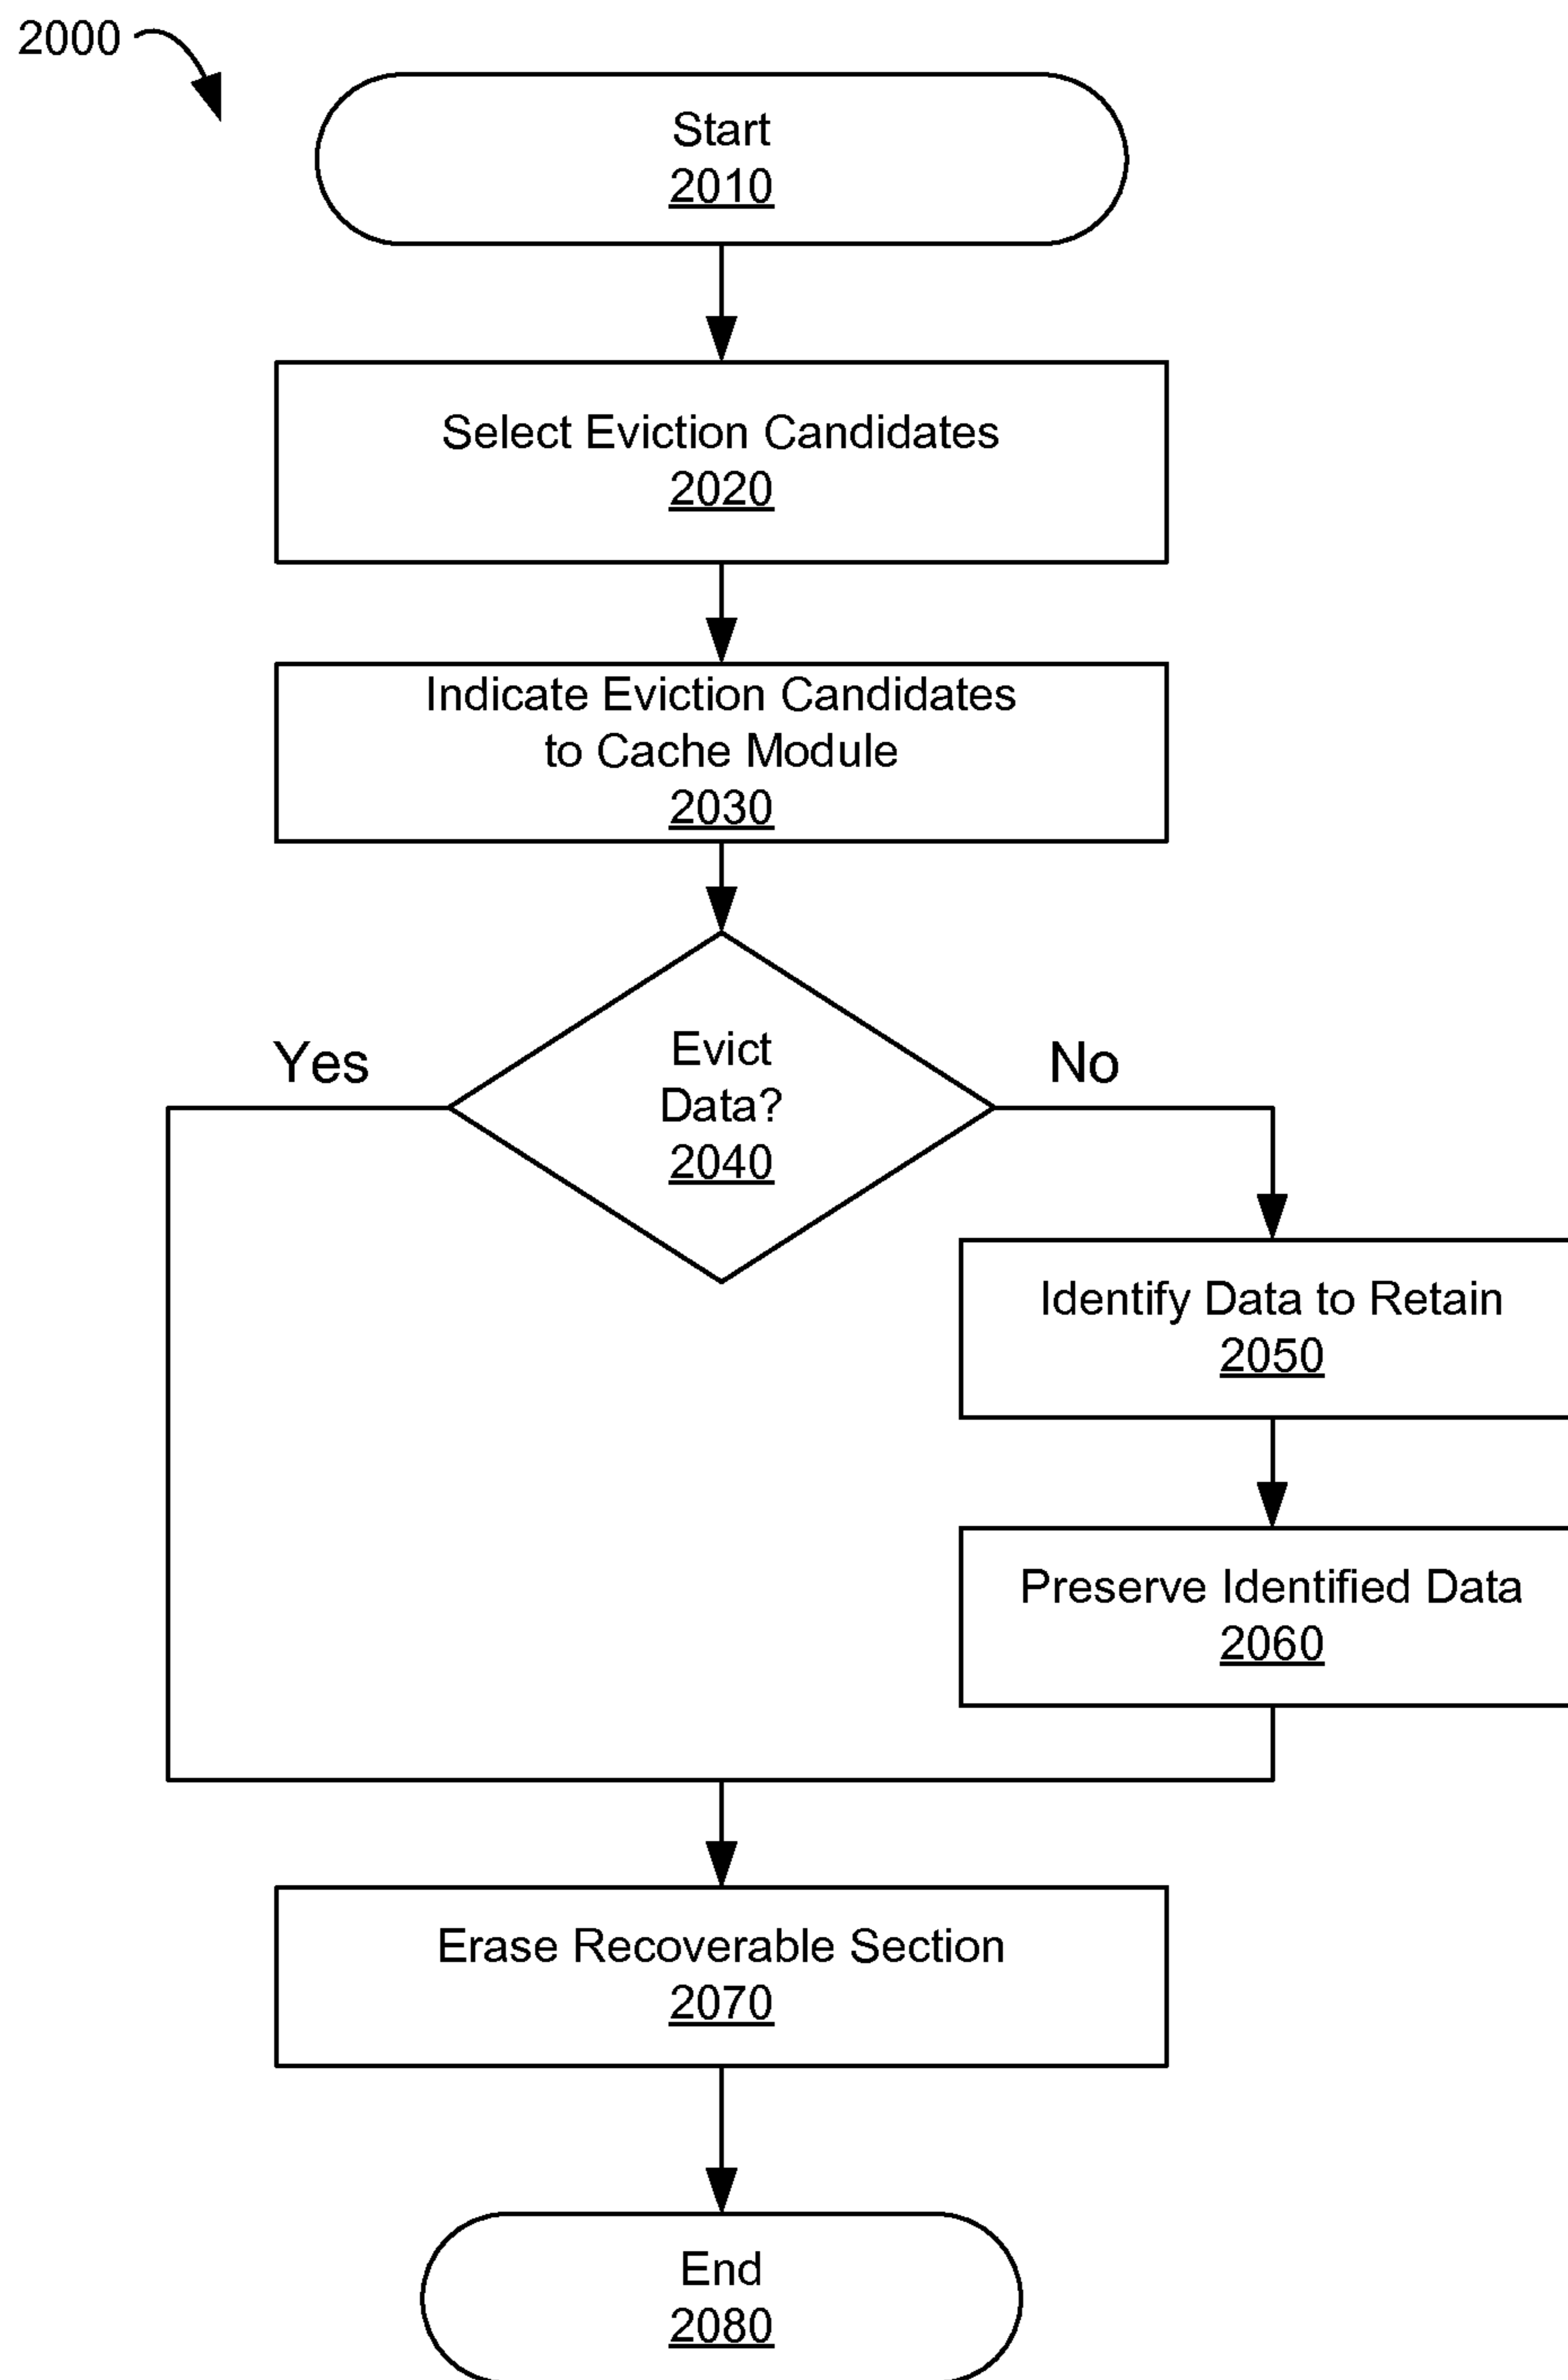 2000
Start
2010
Select Eviction Candidates
2020
Indicate Eviction Candidates
to Cache Module
2030
Evict
Data?
2040
Yes
No
Identify Data to Retain
2050
Preserve Identified Data
2060
Erase Recoverable Section
2070
End
2080